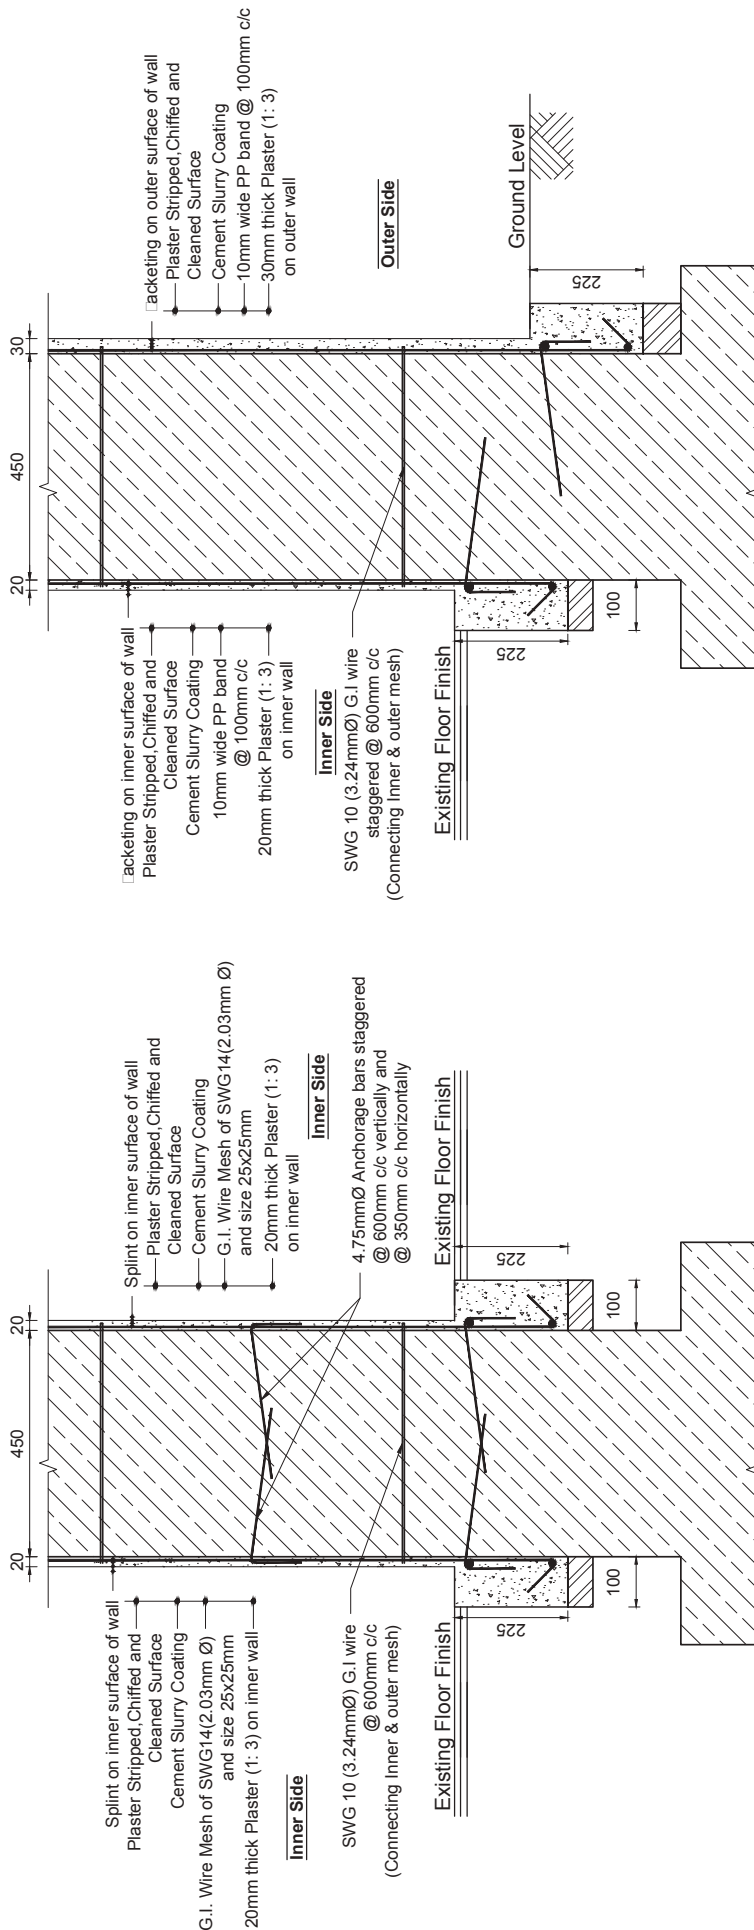 20
450
20
Splint on inner surface of wall
Plaster Stripped,Chiffed and
Cleaned Surface
Cement Slurry Coating
G.I. Wire Mesh of SWG14(2.03mm Ø)
and size 25x25mm
20mm thick Plaster (1: 3) on inner wall
Inner Side
SWG 10 (3.24mmØ) G.I wire
@ 600mm c/c
(Connecting Inner & outer mesh)
Existing Floor Finish
225
100
Splint on inner surface of wall
Plaster Stripped,Chiffed and
Cleaned Surface
Cement Slurry Coating
G.I. Wire Mesh of SWG14(2.03mm Ø)
and size 25x25mm
20mm thick Plaster (1: 3)
on inner wall
Inner Side
4.75mmØ Anchorage bars staggered
@ 600mm c/c vertically and
@ 350mm c/c horizontally
Existing Floor Finish
225
100
20
450
30
acketing on inner surface of wall
Plaster Stripped,Chiffed and
Cleaned Surface
Cement Slurry Coating
10mm wide PP band
@ 100mm c/c
20mm thick Plaster (1: 3)
on inner wall
Inner Side
SWG 10 (3.24mmØ) G.I wire
staggered @ 600mm c/c
(Connecting Inner & outer mesh)
Existing Floor Finish
225
100
acketing on outer surface of wall
Plaster Stripped,Chiffed and
Cleaned Surface
Cement Slurry Coating
10mm wide PP band @ 100mm c/c
30mm thick Plaster (1: 3)
on outer wall
Outer Side
Ground Level
225